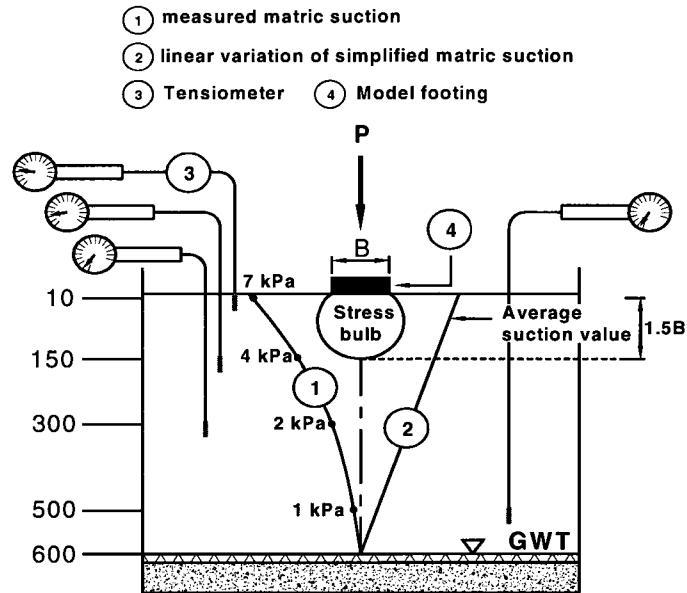 1 measured matric suction
2 linear variation of simplified matric suction
3 Tensiometer 4 Model footing
P
3
4
B
7 kPa
10
Stress
bulb
Average
suction value
1.5B
150
4 kPa
1
300
2 kPa
2
500
1 kPa
GWT
600